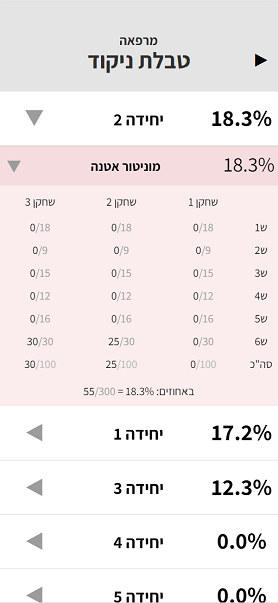 מרפאה
טבלת ניקוד
18.3% יחידה 2
18.3% מוניטור אטנה
שחקן 1 שחקן 2 שחקן 3
ש1 0/18 0/18 0/18
ש2 0/9 0/9 0/9
ש3 0/15 0/15 0/15
ש4 0/12 0/12 0/12
ש5 0/16 0/16 0/16
ש6 0/30 25/30 30/30
סה"כ 0/100 25/100 30/100
באחוזים: 18.3% = 55/300
17.2% יחידה 1
12.3% יחידה 3
0.0% יחידה 4
0.0% יחידה 5